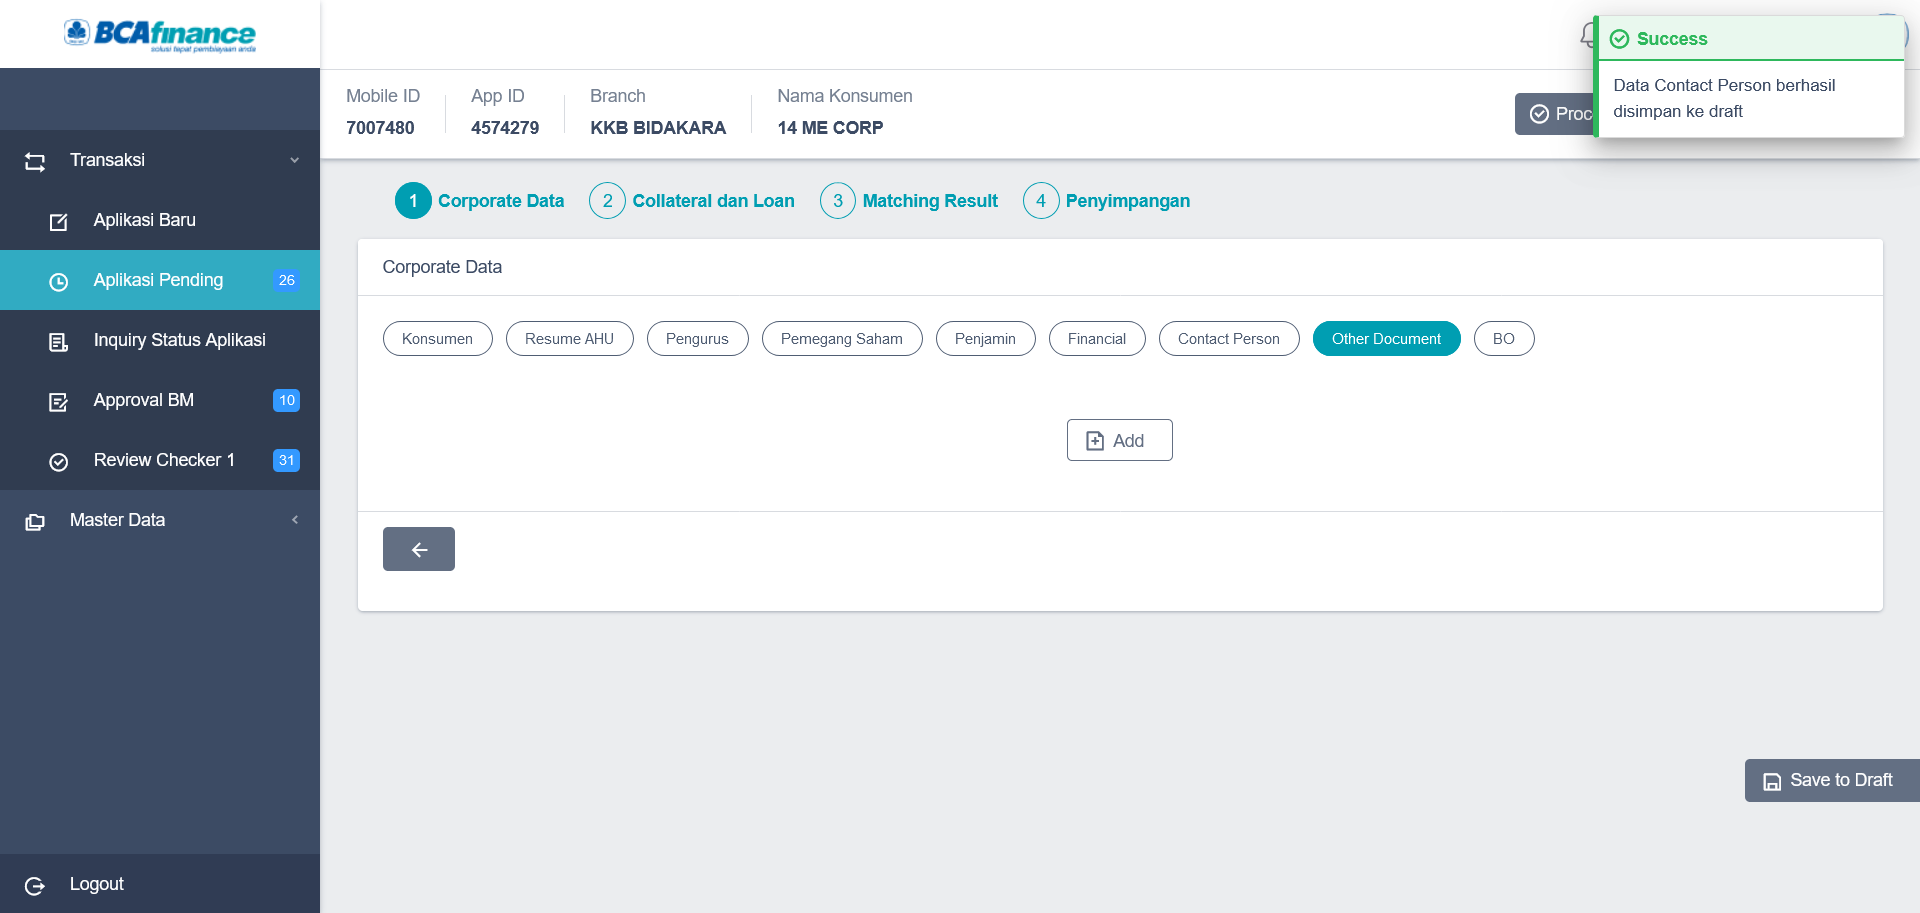 BCAfinance
solusi tepat pembiayaan anda
Success
Data Contact Person berhasil
disimpan ke draft
Mobile ID
7007480
App ID
4574279
Branch
KKB BIDAKARA
Nama Konsumen
14 ME CORP
Transaksi
Aplikasi Baru
Aplikasi Pending 26
Inquiry Status Aplikasi
Approval BM 10
Review Checker 1 31
Master Data
Logout
1 Corporate Data 2 Collateral dan Loan 3 Matching Result 4 Penyimpangan
Corporate Data
Konsumen Resume AHU Pengurus Pemegang Saham Penjamin Financial Contact Person Other Document BO
Add
Save to Draft